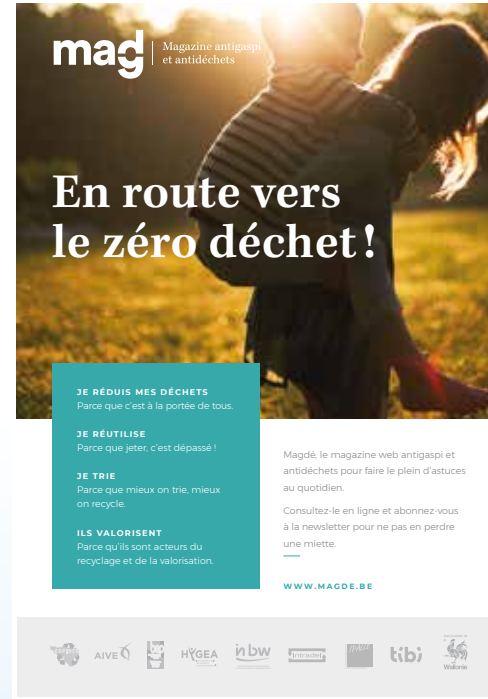 mag
Magazine antigaspi
et antidéchets
En route vers
le zéro déchet !
JE RÉDUIS MES DÉCHETS
Parce que c'est à la portée de tous.
JE RÉUTILISE
Parce que jeter, c'est dépassé !
JE TRIE
Parce que mieux on trie, mieux
on recycle.
ILS VALORISENT
Parce qu'ils sont acteurs du
recyclage et de la valorisation.
Magdé, le magazine web antigaspi et
antidéchets pour faire le plein d'astuces
au quotidien.
Consultez-le en ligne et abonnez-vous
à la newsletter pour ne pas en perdre
une miette.
WWW.MAGDE.BE
AIVE
HYGEA
in bw
intradel
tibi
Wallonie